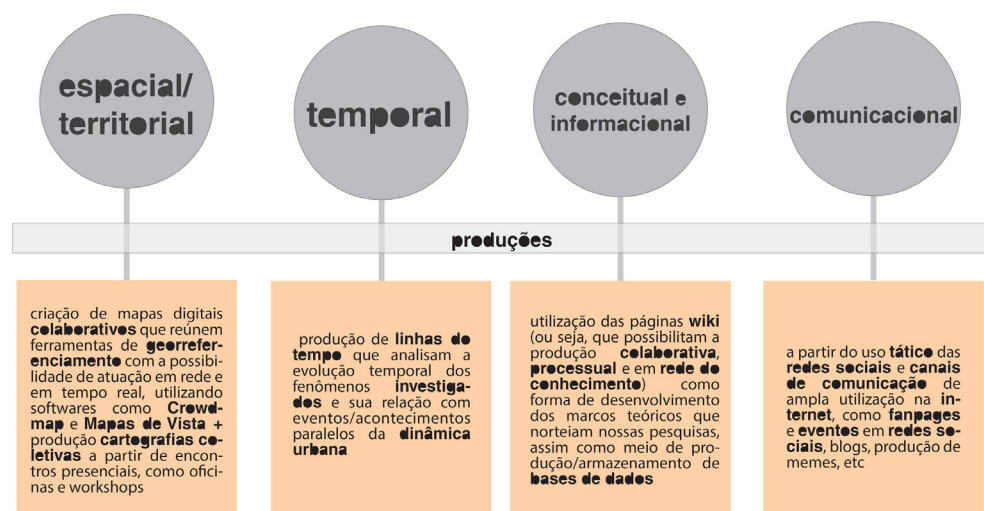 espacial/
territorial
temporal
conceitual e
informacional
comunicacional
produções
criação de mapas digitais
colaborativos que reúnem
ferramentas de georrefer-
enciamento com a possibi-
lidade de atuação em rede e
em tempo real, utilizando
softwares como Crowd-
map e Mapas de Vista +
produção cartografias co-
letivas a partir de encon-
tros presenciais, como ofici-
nas e workshops
produção de linhas do
tempo que analisam a
evolução temporal dos
fenômenos investiga-
dos e sua relação com
eventos/acontecimentos
paralelos da dinâmica
urbana
utilização das páginas wiki
(ou seja, que possibilitam a
produção colaborativa,
processual e em rede do
conhecimento) como
forma de desenvolvimento
dos marcos teóricos que
norteiam nossas pesquisas,
assim como meio de pro-
dução/armazenamento de
bases de dados
a partir do uso tático das
redes sociais e canais
de comunicação de
ampla utilização na in-
ternet, como fanpages
e eventos em redes so-
ciais, blogs, produção de
memes, etc